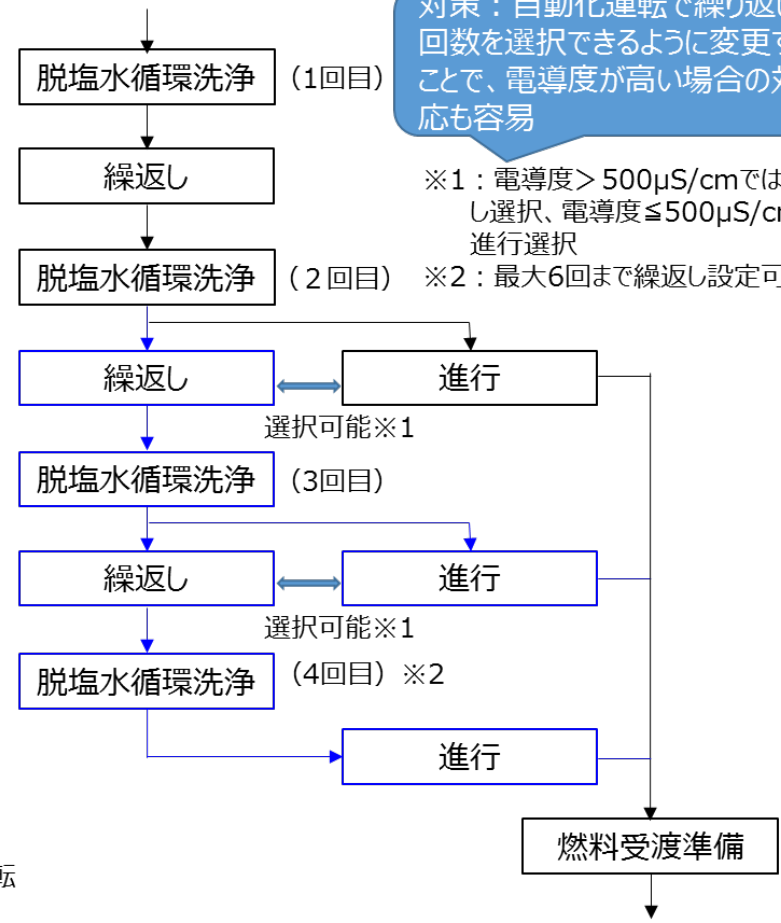 対策：自動化運転で繰り返し
回数を選択できるように変更す
ことで、電導度が高い場合の対
応も容易
脱塩水循環洗浄 （1回目）
繰返し
※1：電導度＞500μS/cmでは
し選択、電導度≦500μS/cm
進行選択
脱塩水循環洗浄 （２回目）
※2：最大6回まで繰返し設定可
繰返し 進行
選択可能※1
脱塩水循環洗浄 （3回目）
繰返し 進行
選択可能※1
脱塩水循環洗浄 （4回目）※2
進行
燃料受渡準備
転